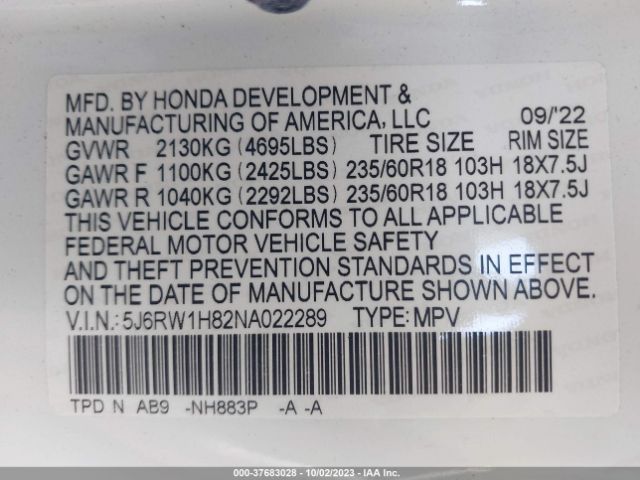 MFD. BY HONDA DEVELOPMENT &
MANUFACTURING OF AMERICA, LLC 09/'22
GVWR 2130KG (4695LBS) TIRE SIZE RIM SIZE
GAWR F 1100KG (2425LBS) 235/60R18 103H 18X7.5J
GAWR R 1040KG (2292LBS) 235/60R18 103H 18X7.5J
THIS VEHICLE CONFORMS TO ALL APPLICABLE
FEDERAL MOTOR VEHICLE SAFETY
AND THEFT PREVENTION STANDARDS IN EFFECT
ON THE DATE OF MANUFACTURE SHOWN ABOVE.
V.I.N.: 5J6RW1H82NA022289 TYPE: MPV
TPD N AB9 -NH883P -A -A
000-37683028 - 10/02/2023 - IAA Inc.